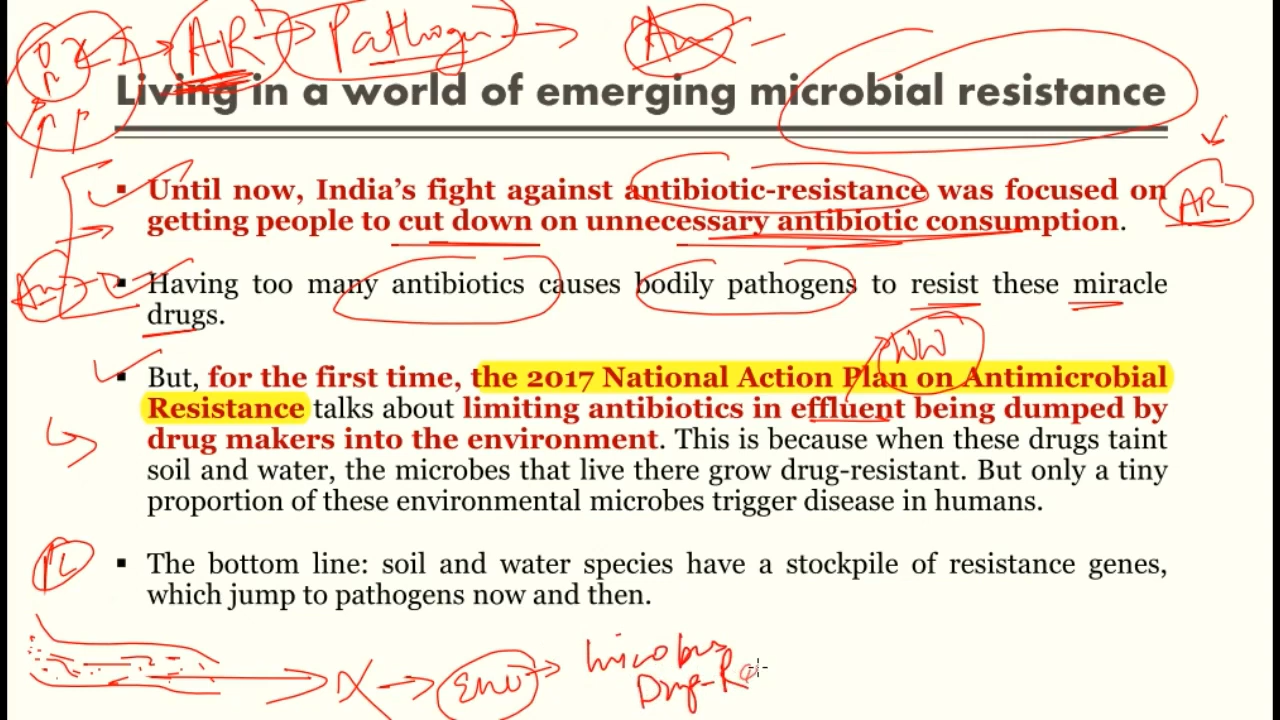 AR → Pathogen →
Living in a world of emerging microbial resistance
▪ Until now, India's fight against antibiotic-resistance was focused on
getting people to cut down on unnecessary antibiotic consumption.
AR
▪ Having too many antibiotics causes bodily pathogens to resist these miracle
drugs.
WW
▪ But, for the first time, the 2017 National Action Plan on Antimicrobial
Resistance talks about limiting antibiotics in effluent being dumped by
drug makers into the environment. This is because when these drugs taint
soil and water, the microbes that live there grow drug-resistant. But only a tiny
proportion of these environmental microbes trigger disease in humans.
▪ The bottom line: soil and water species have a stockpile of resistance genes,
which jump to pathogens now and then.
X → Env →
Drug-R